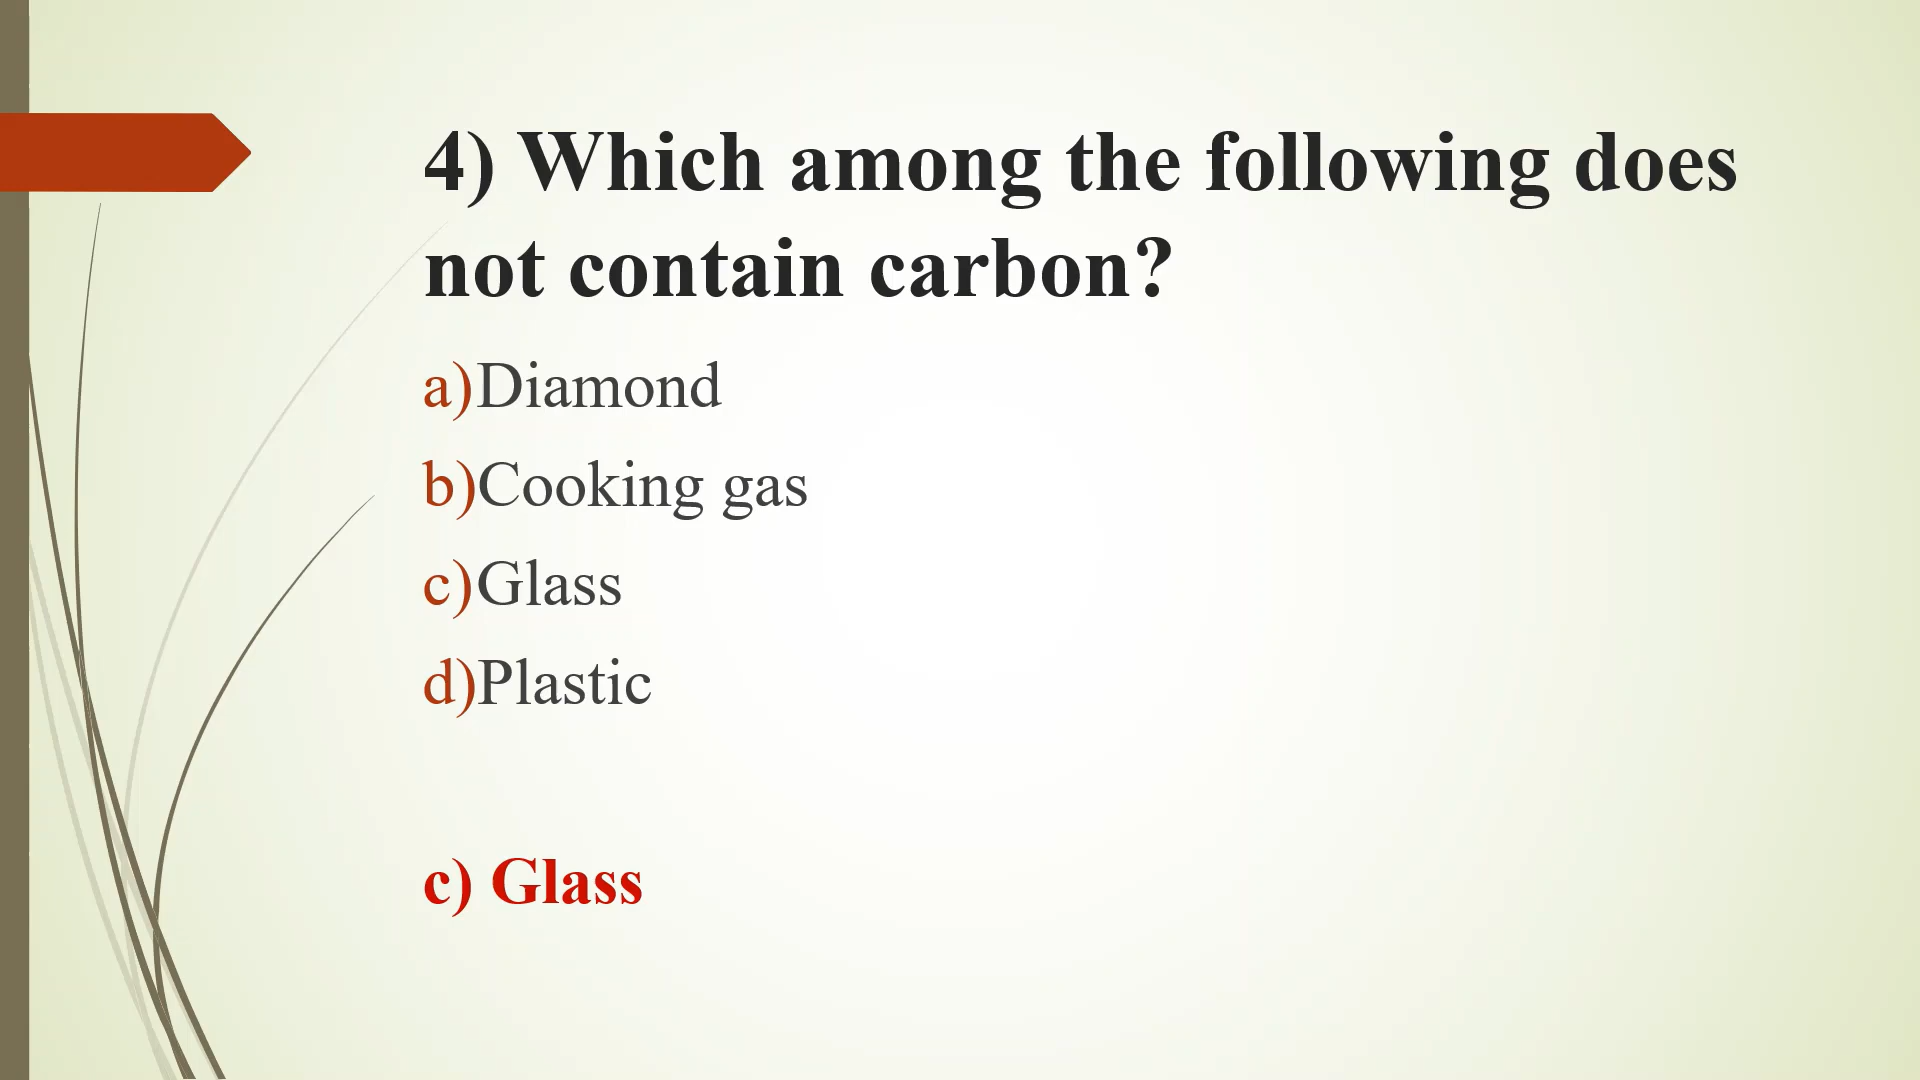 4) Which among the following does
not contain carbon?
a)Diamond
b)Cooking gas
c)Glass
d)Plastic
c) Glass